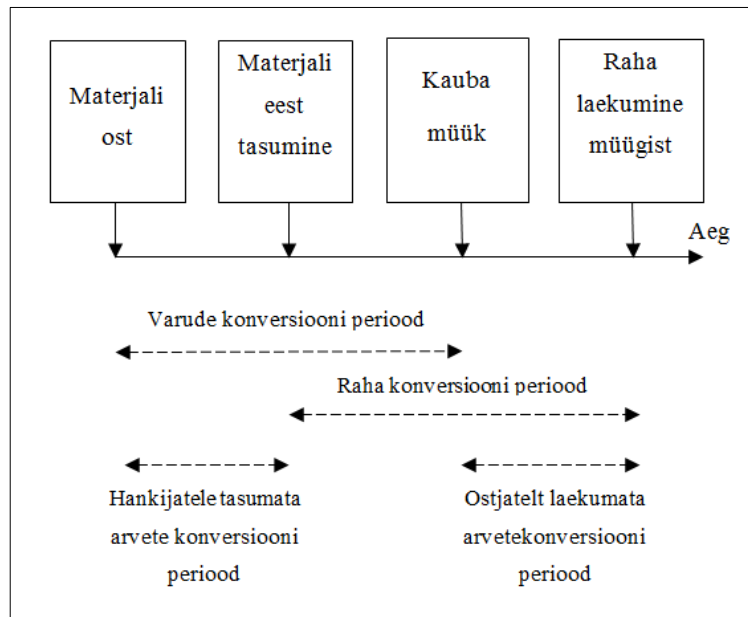 Materjali
ost
Materjali
eest
tasumine
Kauba
müük
Raha
laekumine
müügist
Aeg
Varude konversiooni periood
Raha konversiooni periood
Hankijatele tasumata
arvete konversiooni
periood
Ostjatelt laekumata
arvetekonversiooni
periood